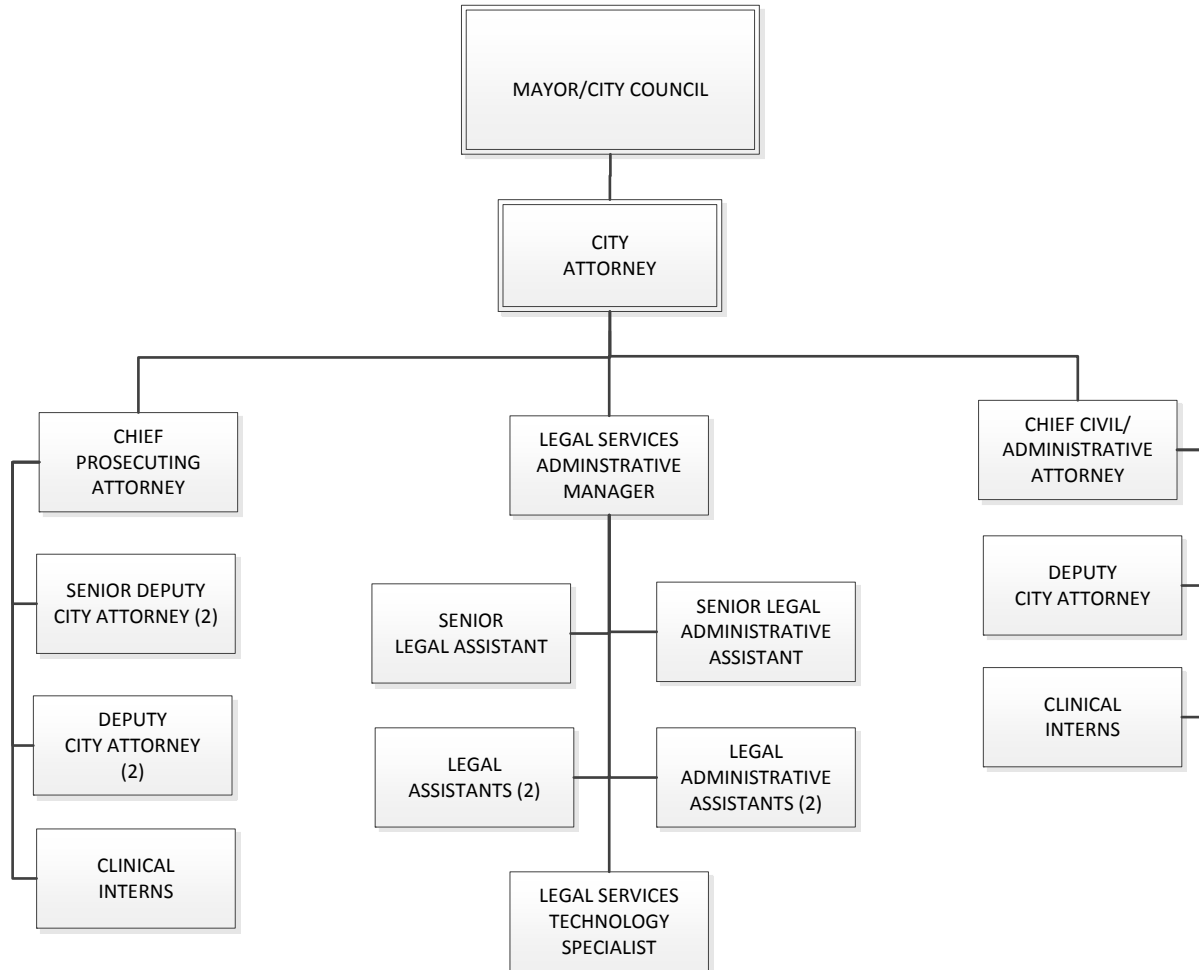 MAYOR/CITY COUNCIL
CITY
ATTORNEY
CHIEF
PROSECUTING
ATTORNEY
SENIOR DEPUTY
CITY ATTORNEY (2)
DEPUTY
CITY ATTORNEY
(2)
CLINICAL
INTERNS
LEGAL SERVICES
ADMINSTRATIVE
MANAGER
SENIOR
LEGAL ASSISTANT
SENIOR LEGAL
ADMINISTRATIVE
ASSISTANT
LEGAL
ASSISTANTS (2)
LEGAL
ADMINISTRATIVE
ASSISTANTS (2)
LEGAL SERVICES
TECHNOLOGY
SPECIALIST
CHIEF CIVIL/
ADMINISTRATIVE
ATTORNEY
DEPUTY
CITY ATTORNEY
CLINICAL
INTERNS